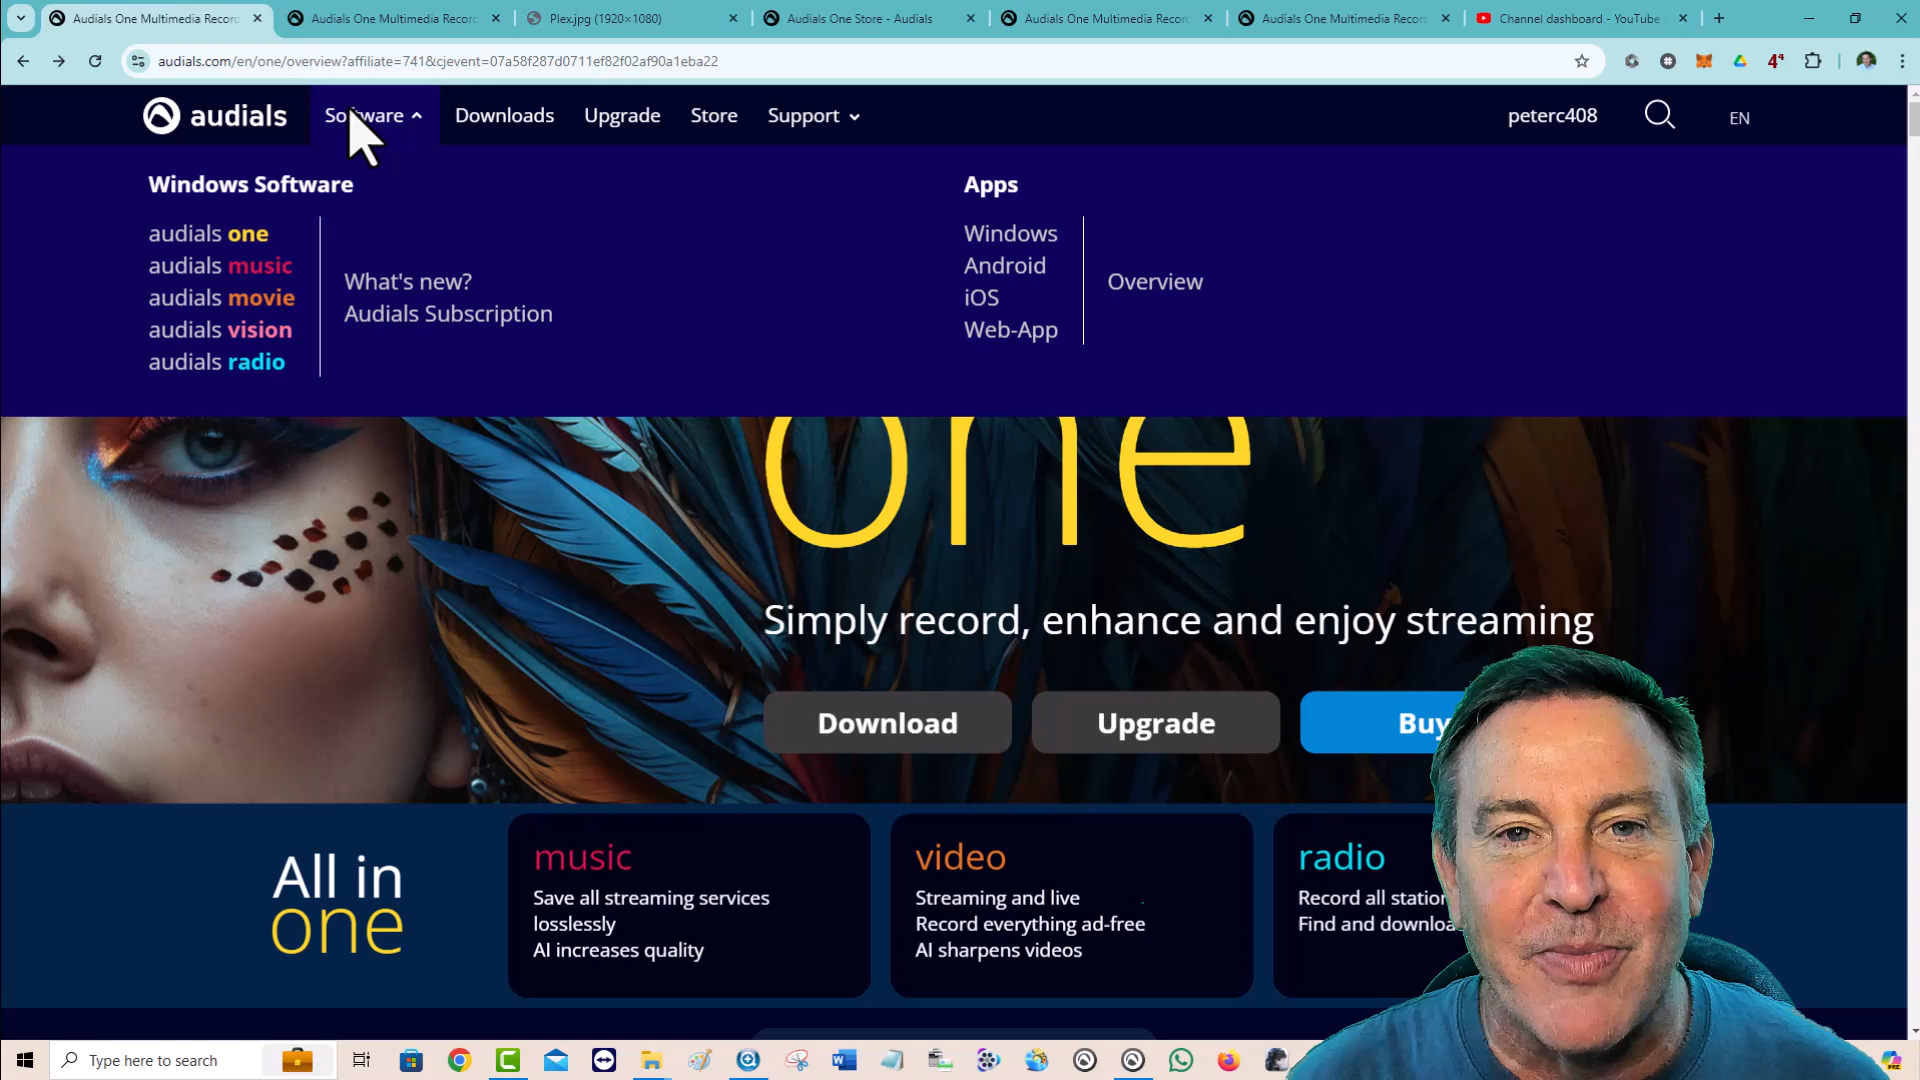 Audials One Multimedia Record
Audials One Multimedia Recor
Plex.jpg (1920×1080)
Audials One Store - Audials
Audials One Multimedia Recor
Audials One Multimedia Recor
Channel dashboard - YouTube
audials.com/en/one/overview?affiliate=741&cjevent=07a58f287d0711ef82f02af90a1eba22
audials
Software
Downloads
Upgrade
Store
Support
peterc408
EN
Windows Software
audials one
audials music
audials movie
audials vision
audials radio
What's new?
Audials Subscription
Apps
Windows
Android
iOS
Web-App
Overview
one
Simply record, enhance and enjoy streaming
Download
Upgrade
Buy
All in
one
music
Save all streaming services
losslessly
AI increases quality
video
Streaming and live
Record everything ad-free
AI sharpens videos
radio
Record all station
Find and downloa
Type here to search